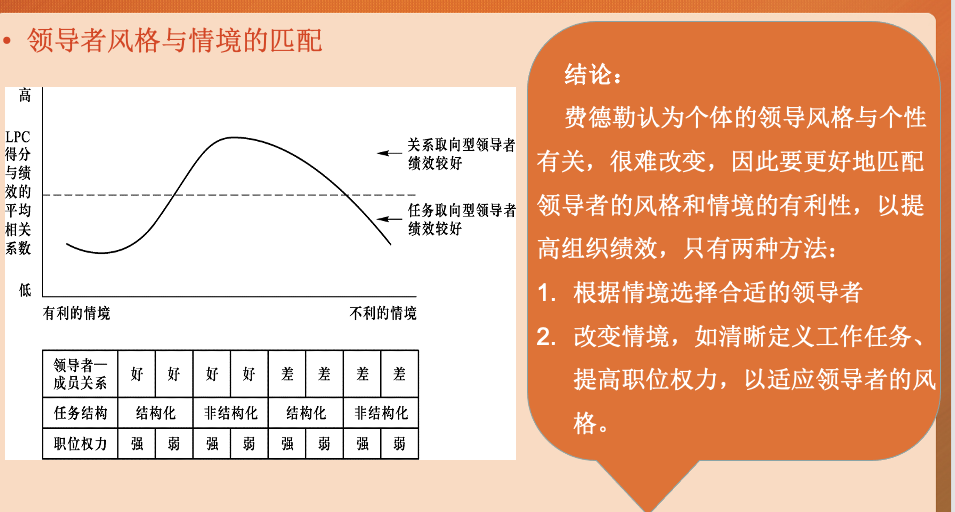 • 领导者风格与情境的匹配
高
LPC
得分
与绩
效的
平均
相关
系数
低
关系取向型领导者
绩效较好
任务取向型领导者
绩效较好
有利的情境 不利的情境
领导者—
成员关系
好 好 好 好 差 差 差 差
任务结构 结构化 非结构化 结构化 非结构化
职位权力 强 弱 强 弱 强 弱 强 弱
结论：
费德勒认为个体的领导风格与个性
有关，很难改变，因此要更好地匹配
领导者的风格和情境的有利性，以提
高组织绩效，只有两种方法：
1. 根据情境选择合适的领导者
2. 改变情境，如清晰定义工作任务、
提高职位权力，以适应领导者的风
格。